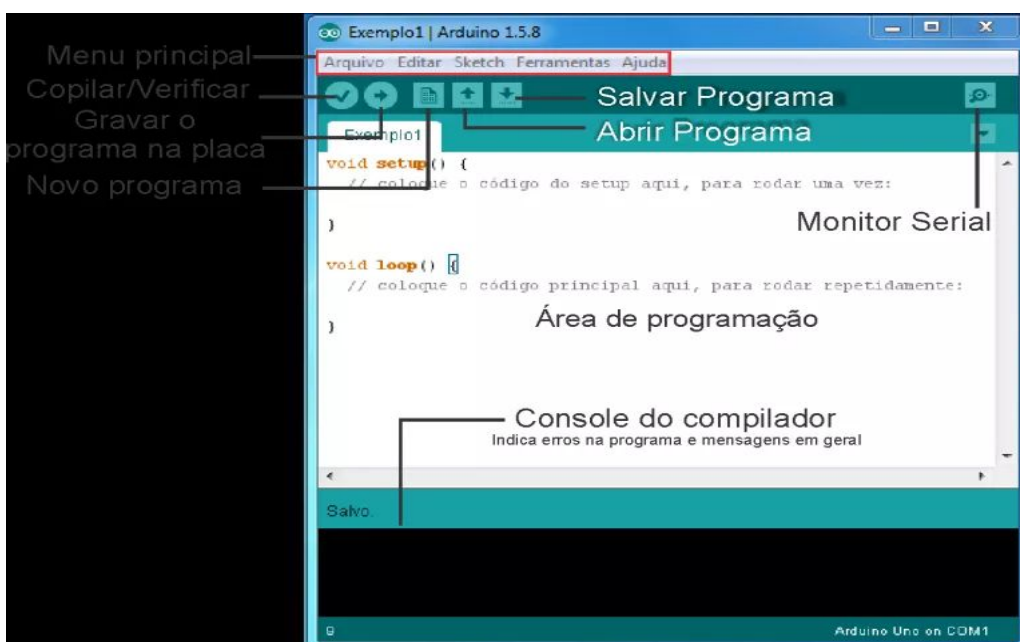 Exemplo1 | Arduino 1.5.8
Menu principal
Arquivo Editar Sketch Ferramentas Ajuda
Copilar/Verificar
Gravar o
programa na placa
Novo programa
Salvar Programa
Abrir Programa
Exemplo1
void setup() {
// coloque o código do setup aqui, para rodar uma vez:
}
Monitor Serial
void loop() {
// coloque o código principal aqui, para rodar repetidamente:
}
Área de programação
Console do compilador
Indica erros na programa e mensagens em geral
Salvo.
Arduino Uno on COM1